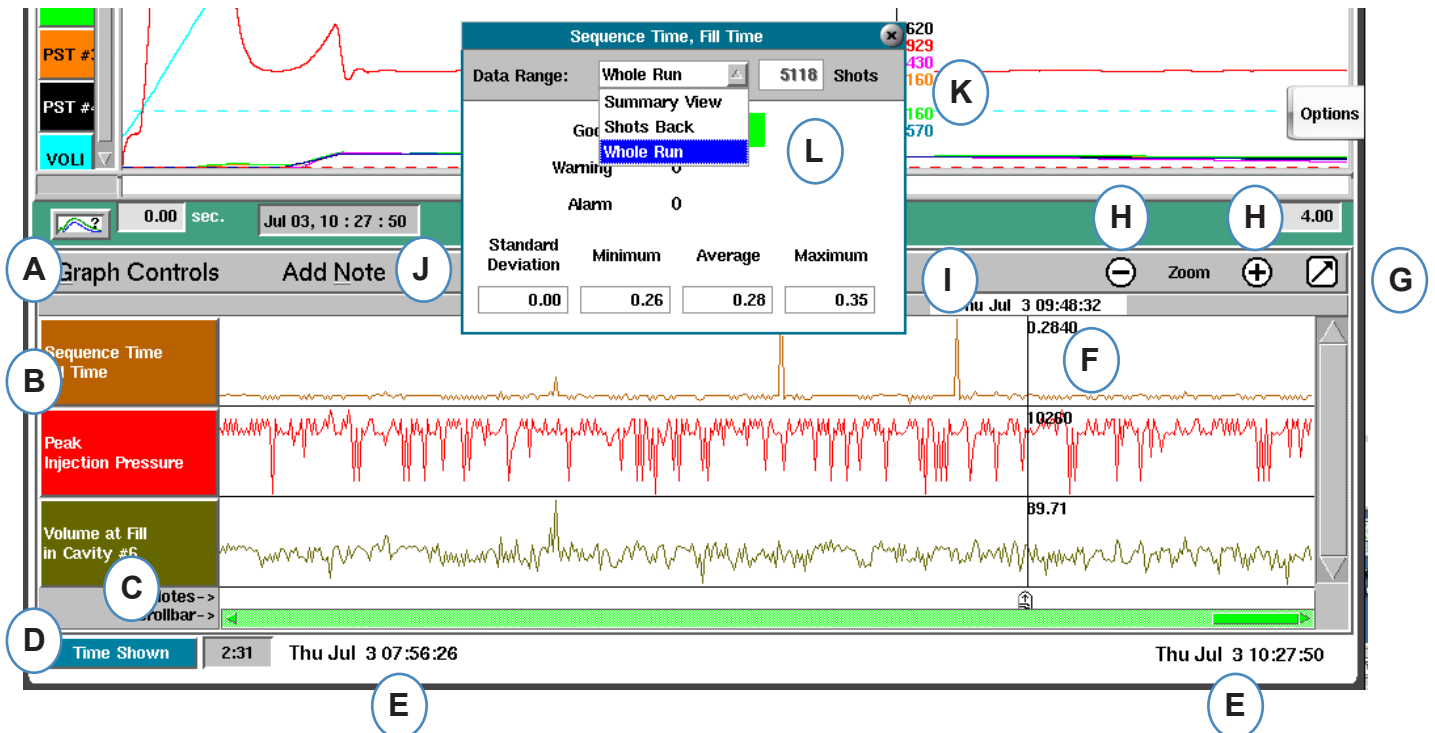 Sequence Time, Fill Time
620
929
430
160
160
570
PST #
PST #
VOLI
Data Range: Whole Run 5118 Shots
Summary View
Shots Back
Whole Run
Warning 0
Alarm 0
Standard Deviation Minimum Average Maximum
0.00 0.26 0.28 0.35
K
L
Options
0.00 sec.
Jul 03, 10 : 27 : 50
H
H
4.00
A
Graph Controls
Add Note
J
I
Zoom
G
Thu Jul 3 09:48:32
Sequence Time
Time
B
0.2840
F
Peak
Injection Pressure
10260
Volume at Fill
in Cavity #6
89.71
C
Notes->
Scrollbar->
D
Time Shown
2:31
Thu Jul 3 07:56:26
Thu Jul 3 10:27:50
E
E